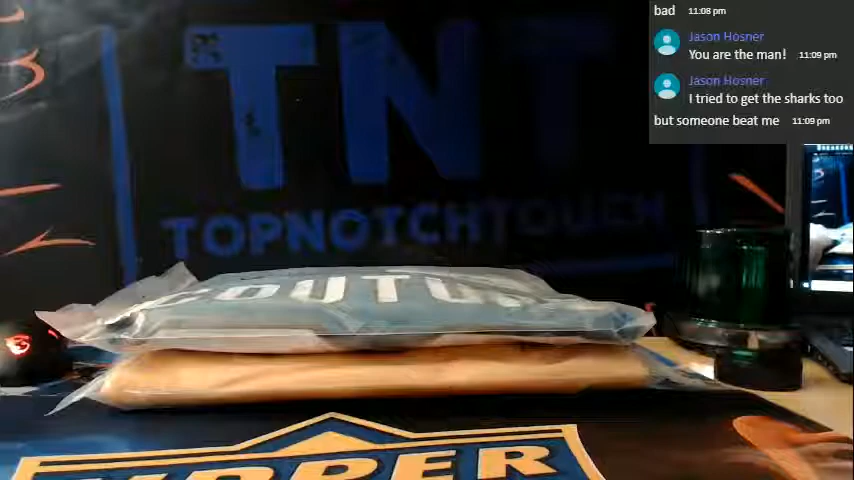 bad 11:08 pm
Jason Hosner
You are the man! 11:09 pm
Jason Hosner
I tried to get the sharks too
but someone beat me 11:09 pm
TNT
TOPNOTCHTOUCH
UPPER